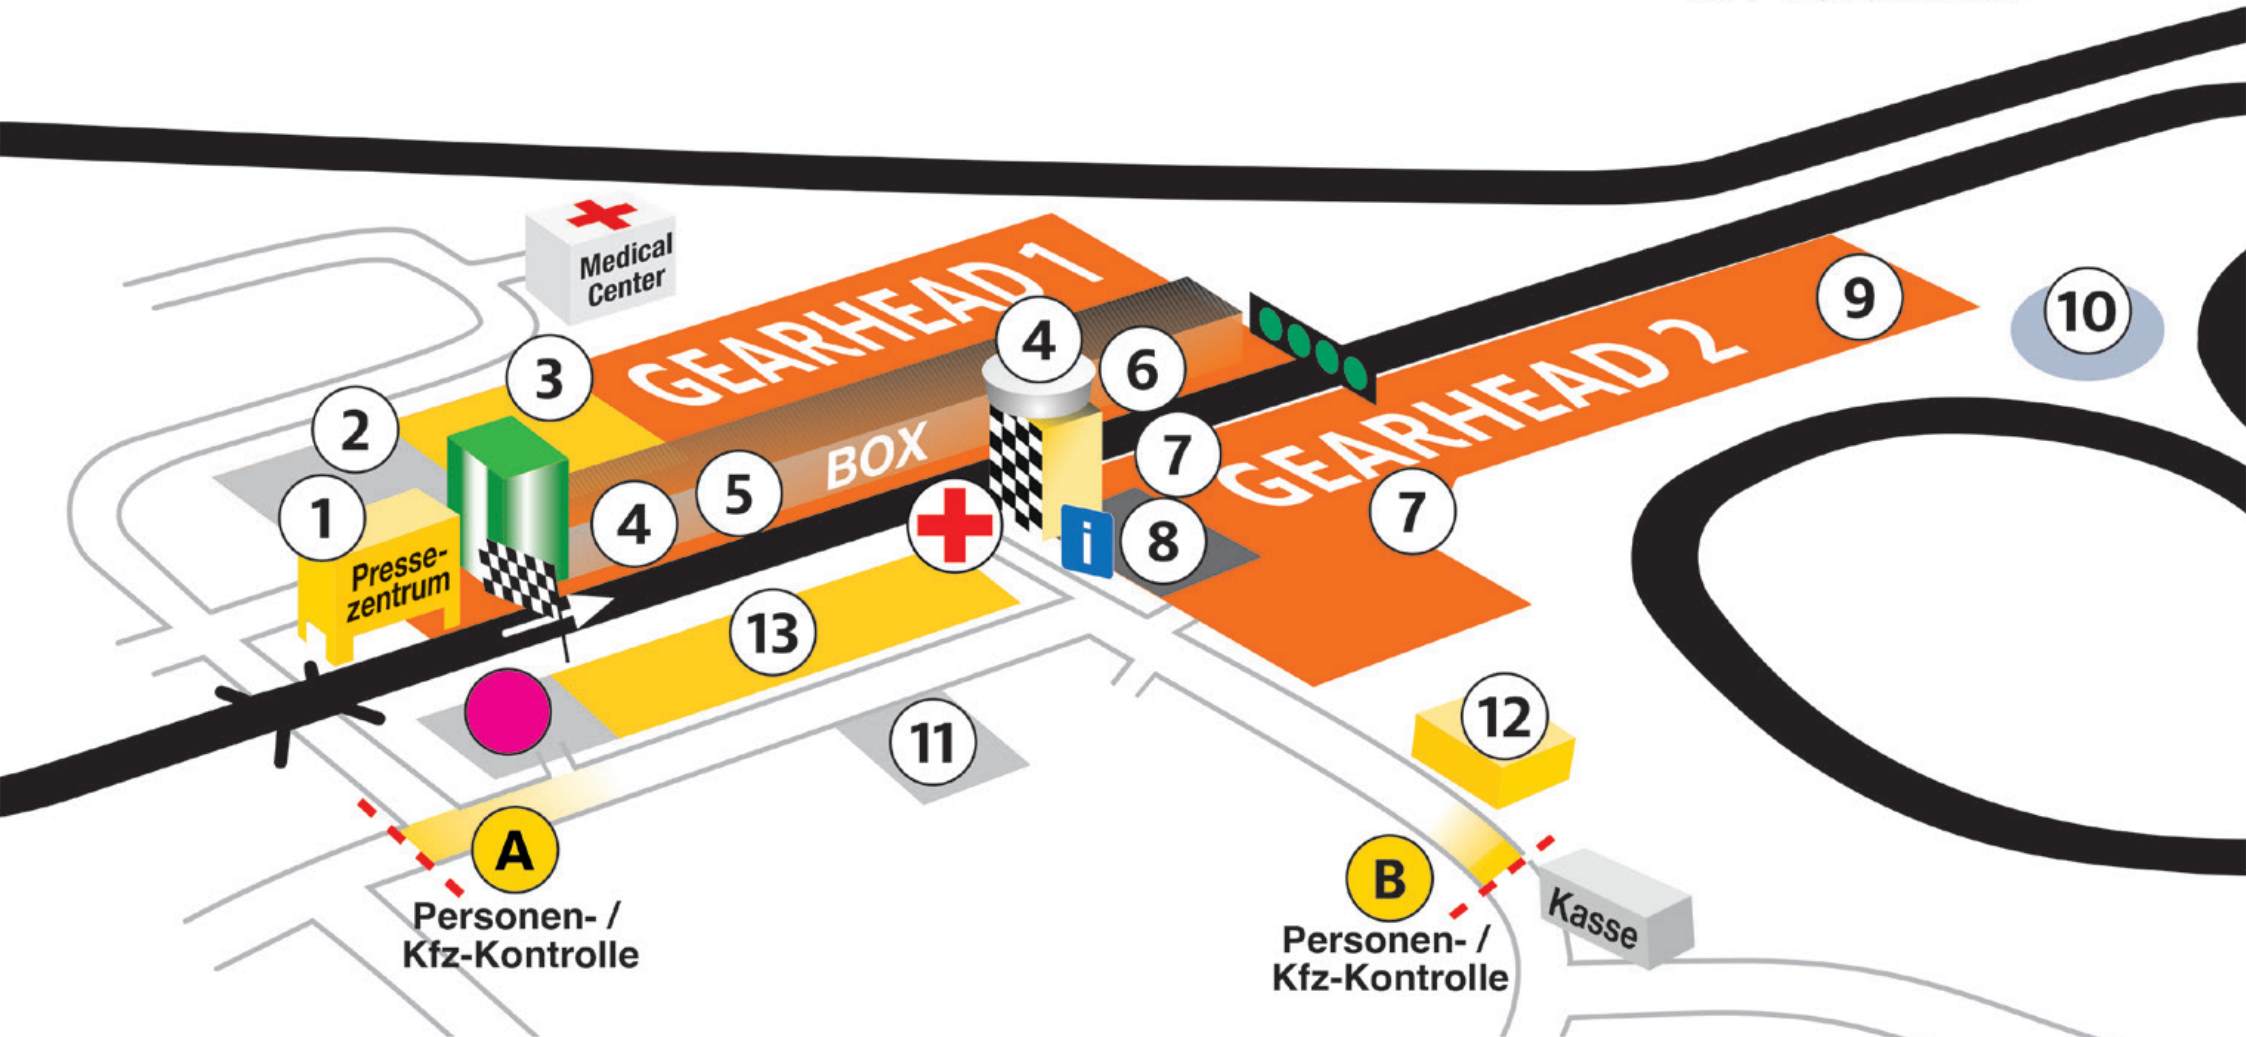 Medical
Center
GEARHEAD 1
4
6
9
10
3
GEARHEAD 2
2
7
BOX
5
7
1
4
i
8
Presse-
zentrum
13
12
11
A
Personen- /
Kfz-Kontrolle
B
Personen- /
Kfz-Kontrolle
Kasse